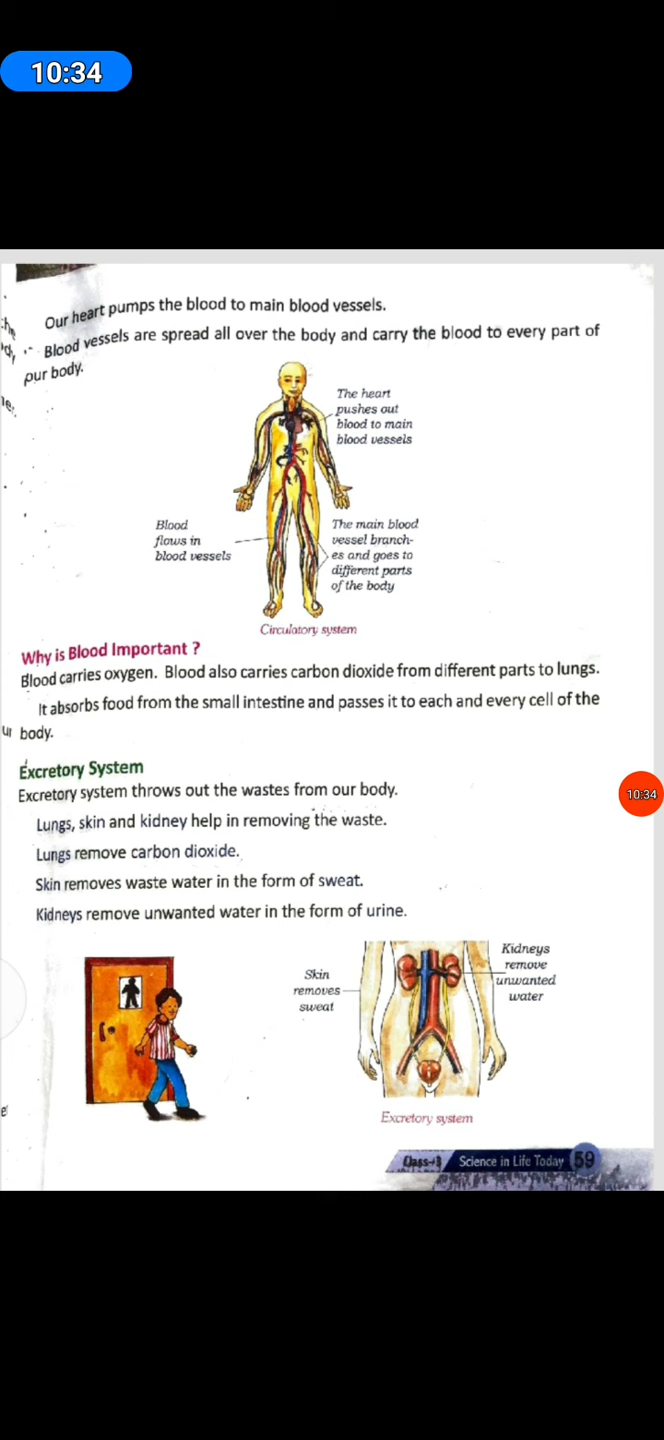 10:34
Our heart pumps the blood to main blood vessels.
Blood vessels are spread all over the body and carry the blood to every part of
our body.
The heart
pushes out
blood to main
blood vessels
Blood
flows in
blood vessels
The main blood
vessel branch-
es and goes to
different parts
of the body
Circulatory system
Why is Blood Important ?
Blood carries oxygen. Blood also carries carbon dioxide from different parts to lungs.
It absorbs food from the small intestine and passes it to each and every cell of the
body.
Excretory System
Excretory system throws out the wastes from our body.
10:34
Lungs, skin and kidney help in removing the waste.
Lungs remove carbon dioxide.
Skin removes waste water in the form of sweat.
Kidneys remove unwanted water in the form of urine.
Skin
removes
sweat
Kidneys
remove
unwanted
water
Excretory system
Class-3 Science in Life Today 59